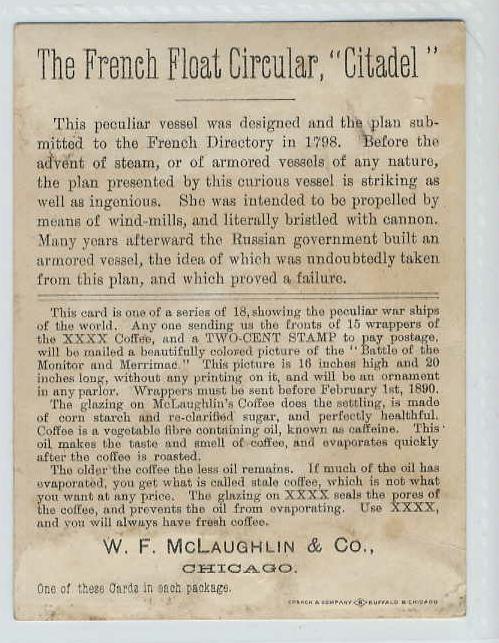 The French Float Circular, "Citadel"
This peculiar vessel was designed and the plan sub-
mitted to the French Directory in 1798. Before the
advent of steam, or of armored vessels of any nature,
the plan presented by this curious vessel is striking as
well as ingenious. She was intended to be propelled by
means of wind-mills, and literally bristled with cannon.
Many years afterward the Russian government built an
armored vessel, the idea of which was undoubtedly taken
from this plan, and which proved a failure.
This card is one of a series of 18, showing the peculiar war ships
of the world. Any one sending us the fronts of 15 wrappers of
the XXXX Coffee, and a TWO-CENT STAMP to pay postage,
will be mailed a beautifully colored picture of the "Battle of the
Monitor and Merrimac." This picture is 16 inches high and 20
inches long, without any printing on it, and will be an ornament
in any parlor. Wrappers must be sent before February 1st, 1890.
The glazing on McLaughlin's Coffee does the settling, is made
of corn starch and re-clarified sugar, and perfectly healthful.
Coffee is a vegetable fibre containing oil, known as caffeine. This
oil makes the taste and smell of coffee, and evaporates quickly
after the coffee is roasted.
The older the coffee the less oil remains. If much of the oil has
evaporated, you get what is called stale coffee, which is not what
you want at any price. The glazing on XXXX seals the pores of
the coffee, and prevents the oil from evaporating. Use XXXX,
and you will always have fresh coffee.
W. F. McLAUGHLIN & CO.,
CHICAGO.
One of these Cards in each package.
& COMPANY BUFFALO & CHICAGO